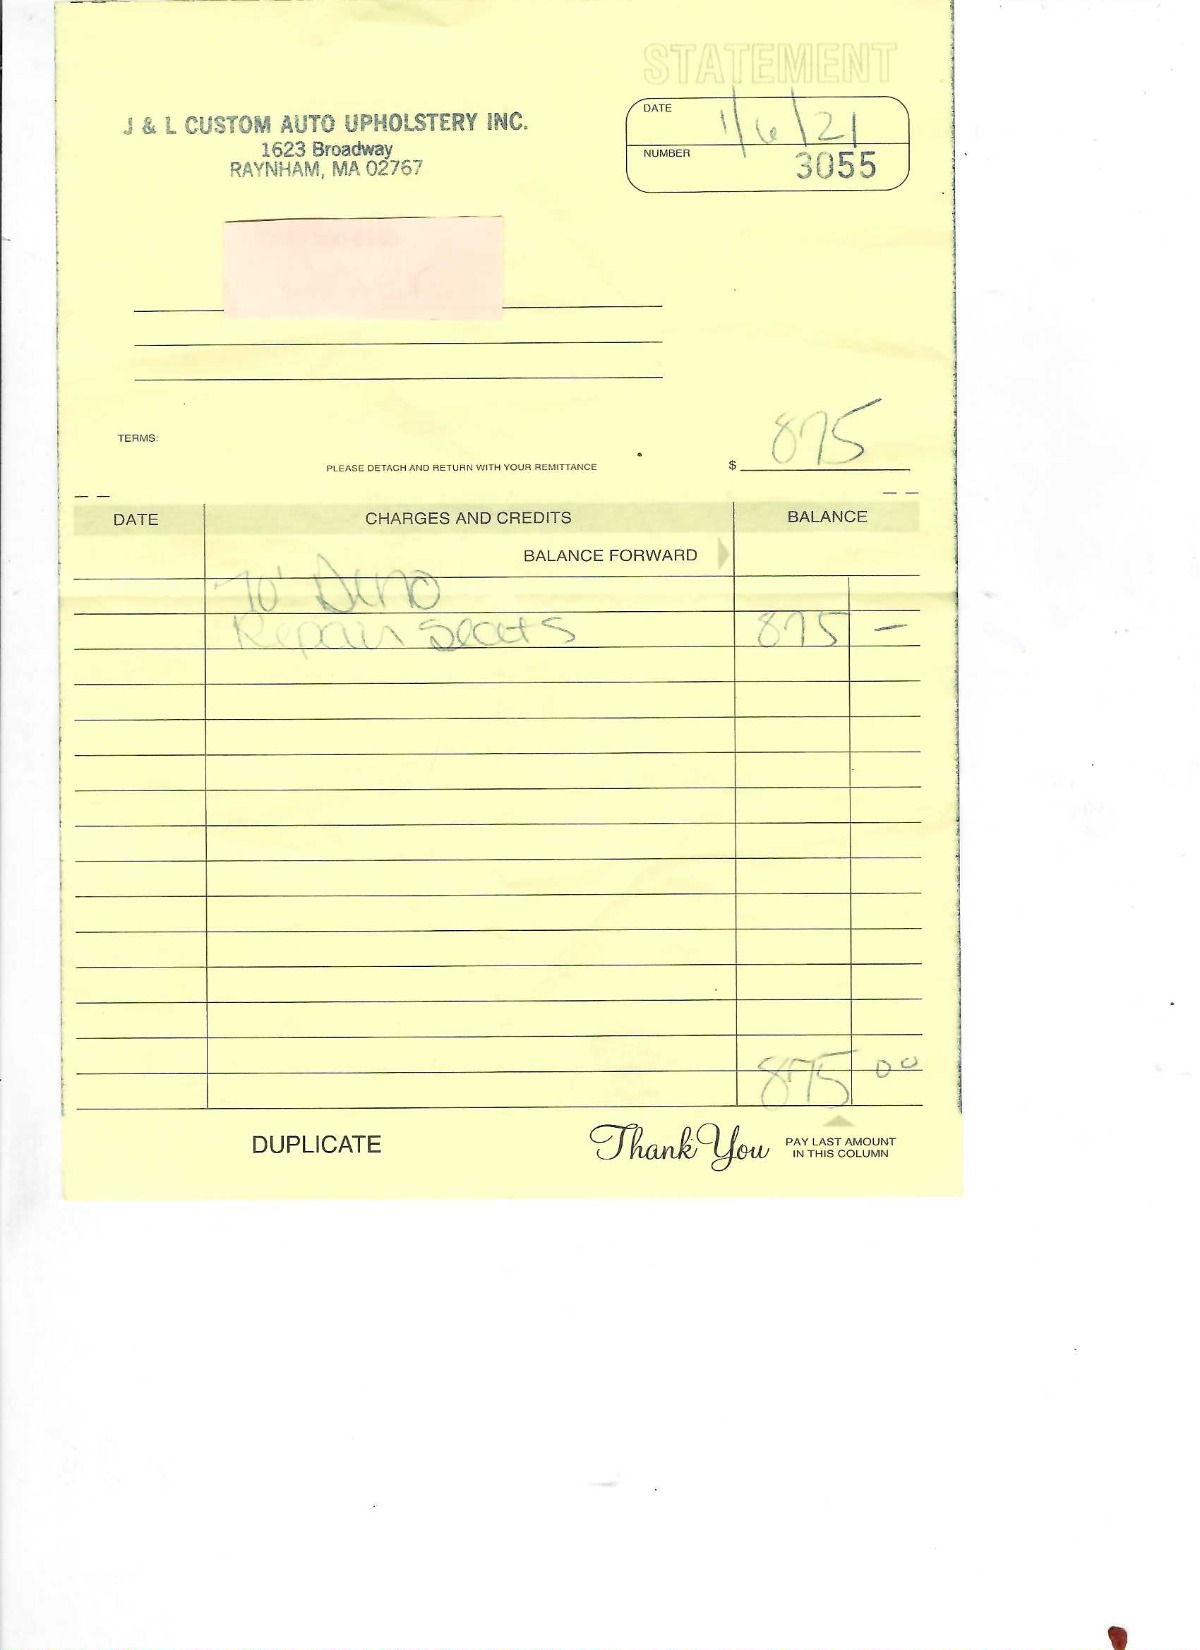 STATEMENT
J & L CUSTOM AUTO UPHOLSTERY INC.
1623 Broadway
RAYNHAM, MA 02767
DATE 1/6/21
NUMBER 3055
TERMS: 875
PLEASE DETACH AND RETURN WITH YOUR REMITTANCE $
DATE CHARGES AND CREDITS BALANCE
BALANCE FORWARD
Dino
Repair Seats 875 —
875 00
DUPLICATE Thank You PAY LAST AMOUNT
IN THIS COLUMN